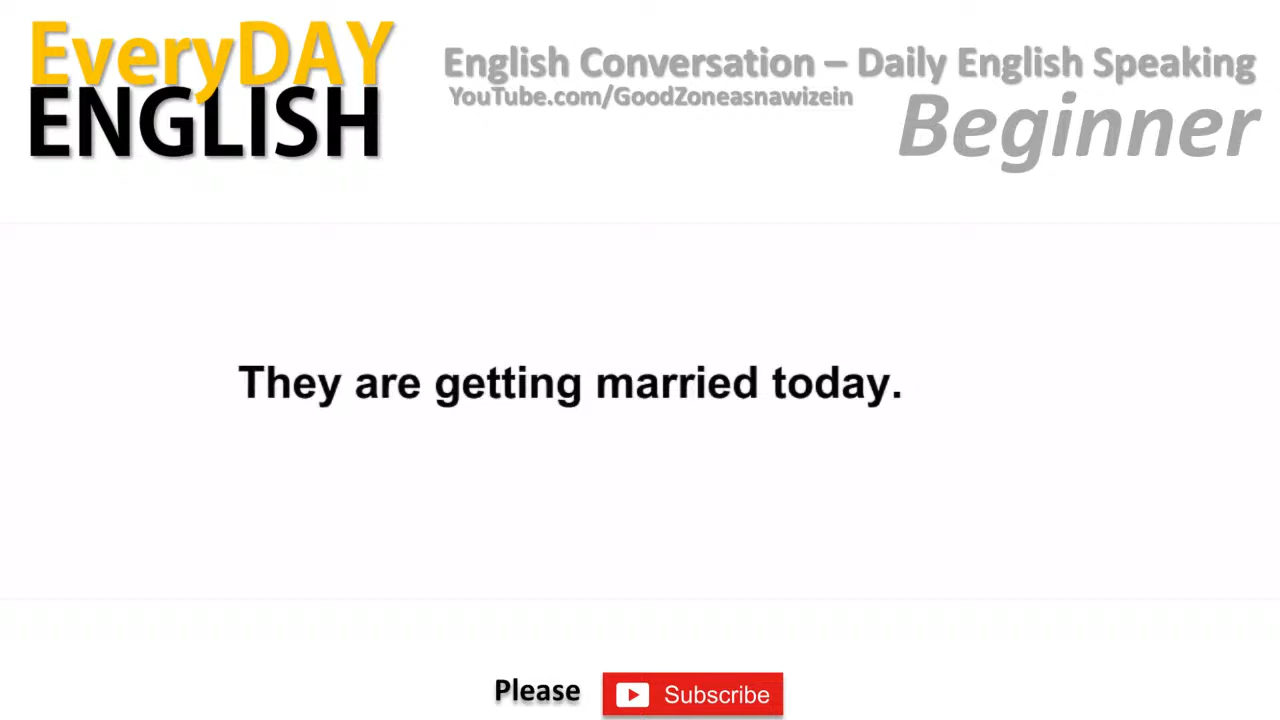 EveryDAY
ENGLISH
English Conversation – Daily English Speaking
YouTube.com/GoodZoneasnawizein
Beginner
They are getting married today.
Please
Subscribe